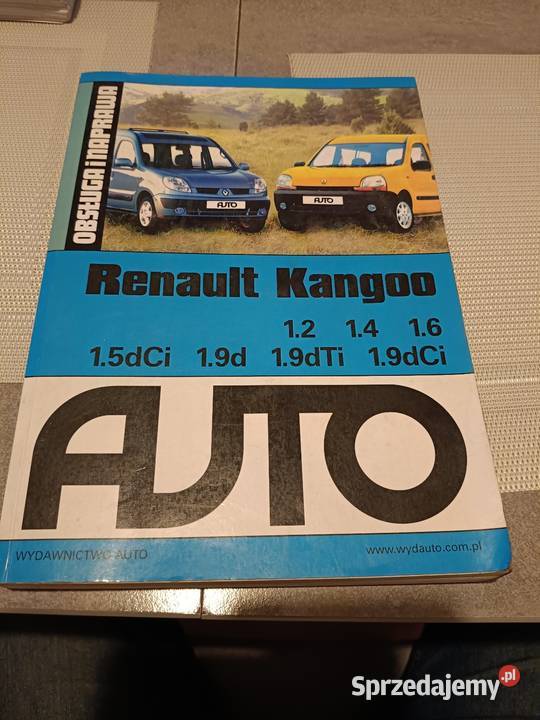 OBSŁUGA i NAPRAWA
AUTO
AUTO
Renault Kangoo
1.2 1.4 1.6
1.5dCi 1.9d 1.9dTi 1.9dCi
AUTO
WYDAWNICTWO AUTO
www.wydauto.com.pl
Sprzedajemy.pl